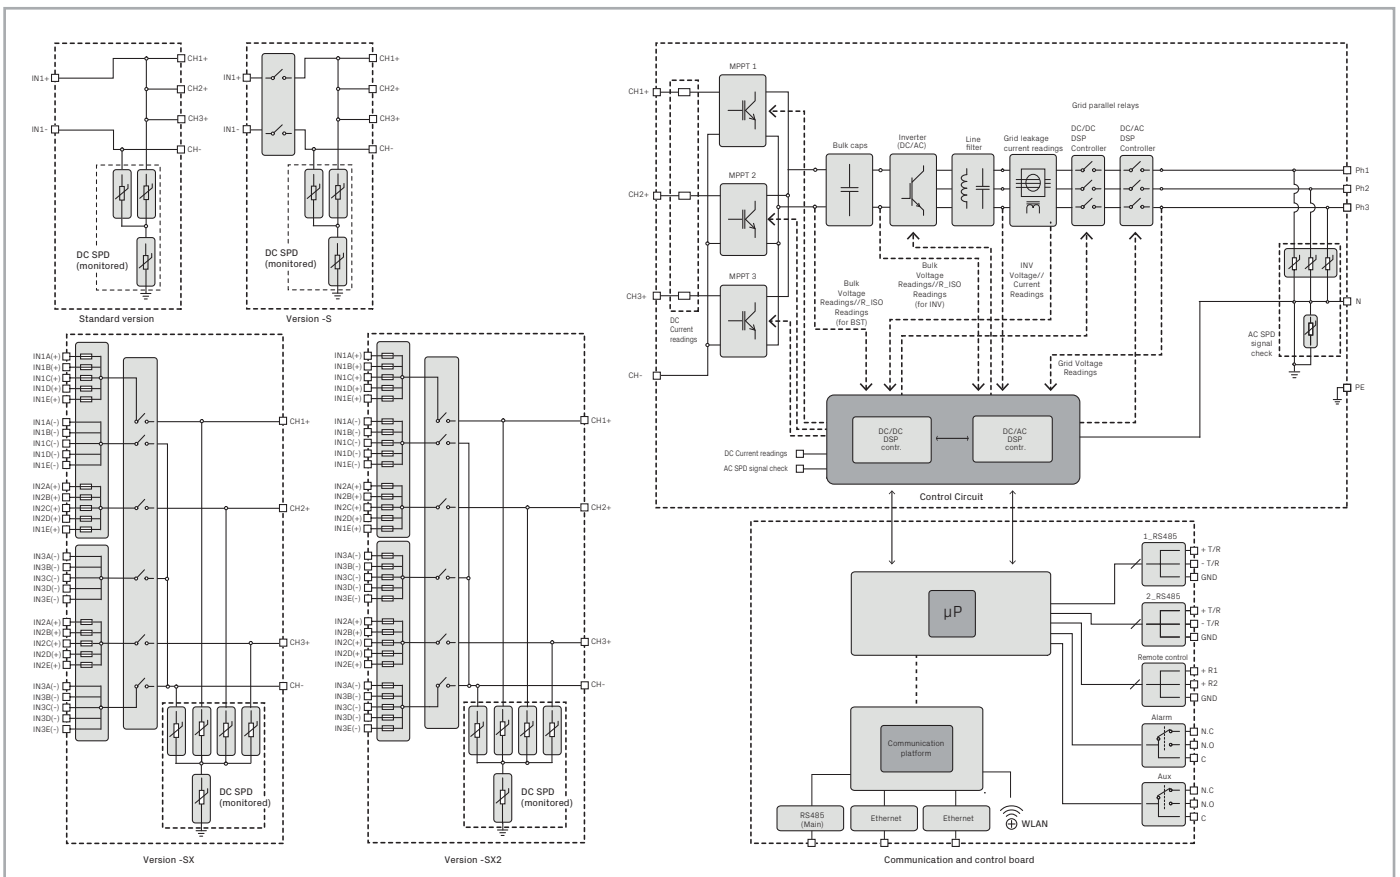 IN1+
IN1-
CH1+
CH2+
CH3+
CH-
DC SPD
(monitored)
Standard version
IN1+
IN1-
CH1+
CH2+
CH3+
CH-
DC SPD
(monitored)
Version -S
IN1A(+)
IN1B(+)
IN1C(+)
IN1D(+)
IN1E(+)
IN1A(-)
IN1B(-)
IN1C(-)
IN1D(-)
IN1E(-)
IN2A(+)
IN2B(+)
IN2C(+)
IN2D(+)
IN1E(+)
IN3A(-)
IN3B(-)
IN3C(-)
IN3D(-)
IN3E(-)
IN2A(+)
IN2B(+)
IN2C(+)
IN2D(+)
IN2E(+)
IN3A(-)
IN3B(-)
IN3C(-)
IN3D(-)
IN3E(-)
CH1+
CH2+
CH3+
CH-
DC SPD
(monitored)
Version -SX
IN1A(+)
IN1B(+)
IN1C(+)
IN1D(+)
IN1E(+)
IN1A(-)
IN1B(-)
IN1C(-)
IN1D(-)
IN1E(-)
IN2A(+)
IN2B(+)
IN2C(+)
IN2D(+)
IN1E(+)
IN3A(-)
IN3B(-)
IN3C(-)
IN3D(-)
IN3E(-)
IN2A(+)
IN2B(+)
IN2C(+)
IN2D(+)
IN2E(+)
IN3A(-)
IN3B(-)
IN3C(-)
IN3D(-)
IN3E(-)
CH1+
CH2+
CH3+
CH-
DC SPD
(monitored)
Version -SX2
CH1+
CH2+
CH3+
CH-
DC
Current
readings
MPPT 1
MPPT 2
MPPT 3
Bulk caps
Inverter
(DC/AC)
Line
filter
Grid leakage
current readings
Grid parallel relays
DC/DC
DSP
Controller
DC/AC
DSP
Controller
Ph1
Ph2
Ph3
N
PE
AC SPD
signal
check
Bulk
Voltage
Readings//R_ISO
Readings
(for BST)
Bulk
Voltage
Readings//R_ISO
Readings
(for INV)
INV
Voltage//
Current
Readings
Grid Voltage
Readings
DC/DC
DSP
contr.
DC/AC
DSP
contr.
DC Current readings
AC SPD signal check
Control Circuit
µP
Communication
platform
RS485
(Main)
Ethernet
Ethernet
WLAN
1_RS485
+ T/R
- T/R
GND
2_RS485
+ T/R
- T/R
GND
Remote control
+ R1
+ R2
GND
Alarm
N.C
N.O
C
Aux
N.C
N.O
C
Communication and control board